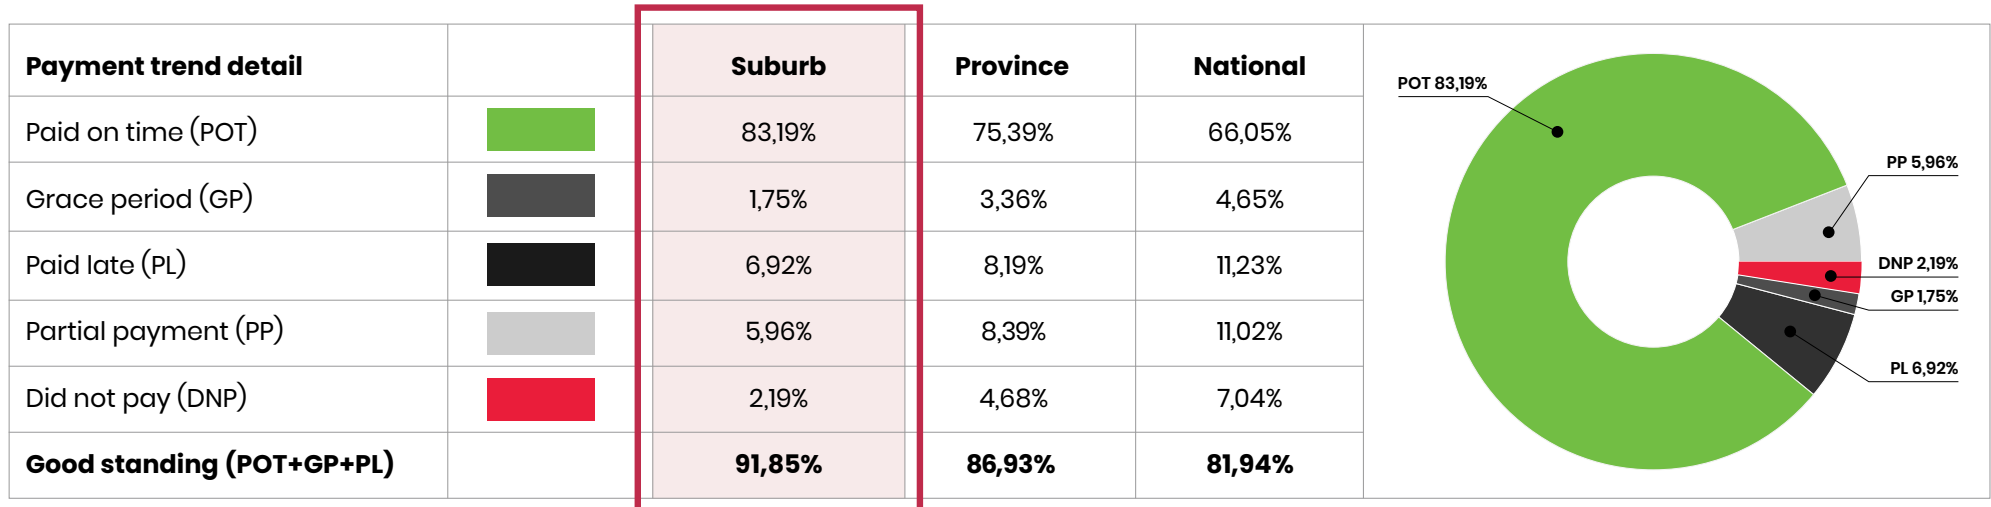 Payment trend detail Suburb Province National
Paid on time (POT) 83,19% 75,39% 66,05%
Grace period (GP) 1,75% 3,36% 4,65%
Paid late (PL) 6,92% 8,19% 11,23%
Partial payment (PP) 5,96% 8,39% 11,02%
Did not pay (DNP) 2,19% 4,68% 7,04%
Good standing (POT+GP+PL) 91,85% 86,93% 81,94%
POT 83,19%
PP 5,96%
DNP 2,19%
GP 1,75%
PL 6,92%